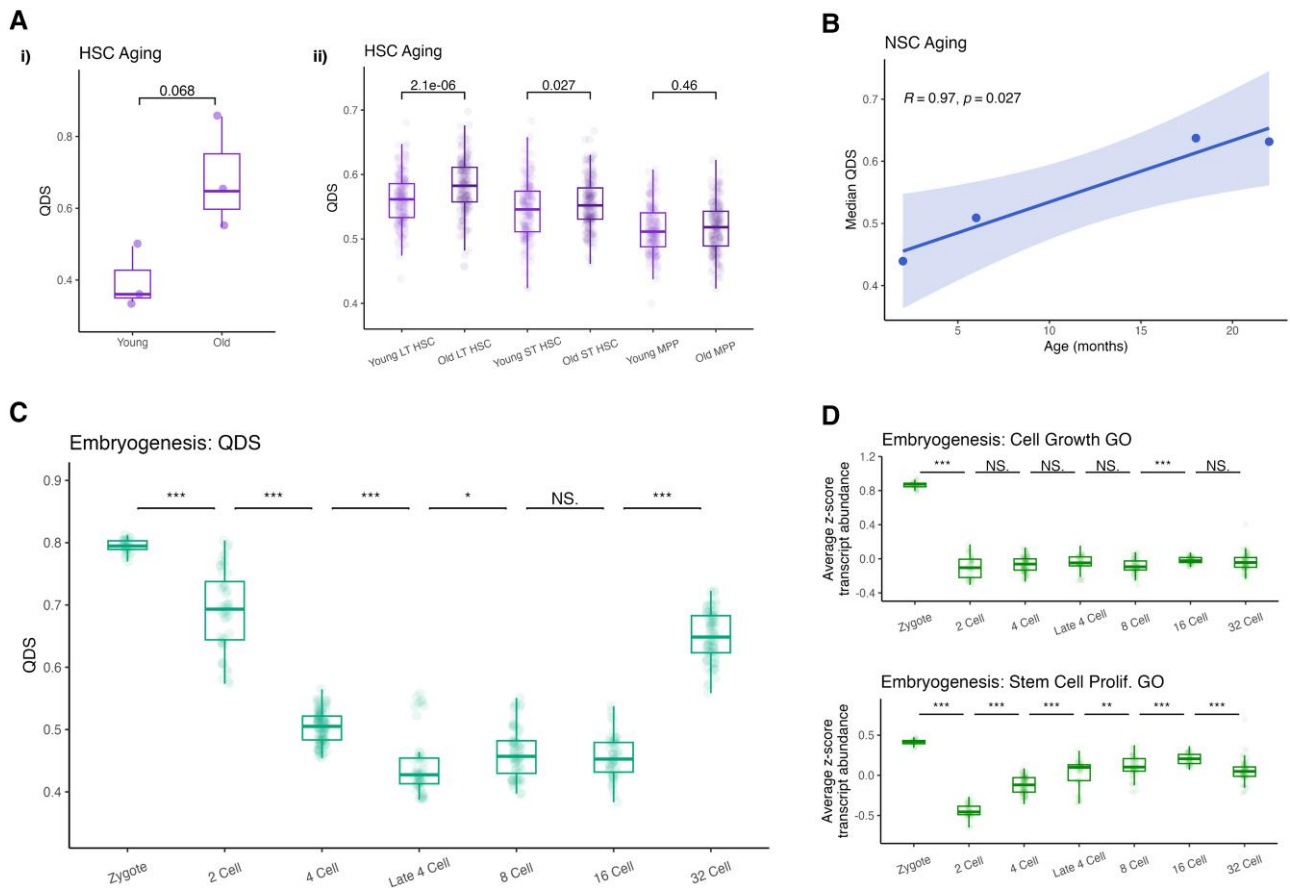 A
i)
HSC Aging
0.068
QDS
0.8
0.6
0.4
Young
Old
ii)
HSC Aging
2.1e-06
0.027
0.46
QDS
0.7
0.6
0.5
0.4
Young LT HSC
Old LT HSC
Young ST HSC
Old ST HSC
Young MPP
Old MPP
B
NSC Aging
R = 0.97, p = 0.027
Median QDS
0.7
0.6
0.5
0.4
5
10
15
20
Age (months)
C
Embryogenesis: QDS
***
***
***
*
NS.
***
QDS
0.9
0.8
0.7
0.6
0.5
0.4
Zygote
2 Cell
4 Cell
Late 4 Cell
8 Cell
16 Cell
32 Cell
D
Embryogenesis: Cell Growth GO
***
NS.
NS.
NS.
***
NS.
Average z-score
transcript abundance
1.2
0.8
0.4
0.0
-0.4
Zygote
2 Cell
4 Cell
Late 4 Cell
8 Cell
16 Cell
32 Cell
Embryogenesis: Stem Cell Prolif. GO
***
***
***
**
***
***
Average z-score
transcript abundance
0.5
0.0
-0.5
Zygote
2 Cell
4 Cell
Late 4 Cell
8 Cell
16 Cell
32 Cell